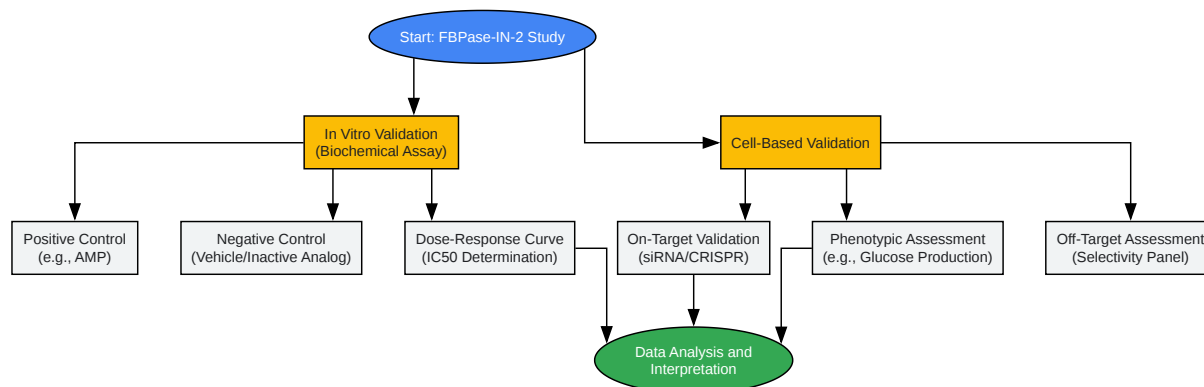 Start: FBPase-IN-2 Study
In Vitro Validation
(Biochemical Assay)
Cell-Based Validation
Positive Control
(e.g., AMP)
Negative Control
(Vehicle/Inactive Analog)
Dose-Response Curve
(IC50 Determination)
On-Target Validation
(siRNA/CRISPR)
Phenotypic Assessment
(e.g., Glucose Production)
Off-Target Assessment
(Selectivity Panel)
Data Analysis and
Interpretation